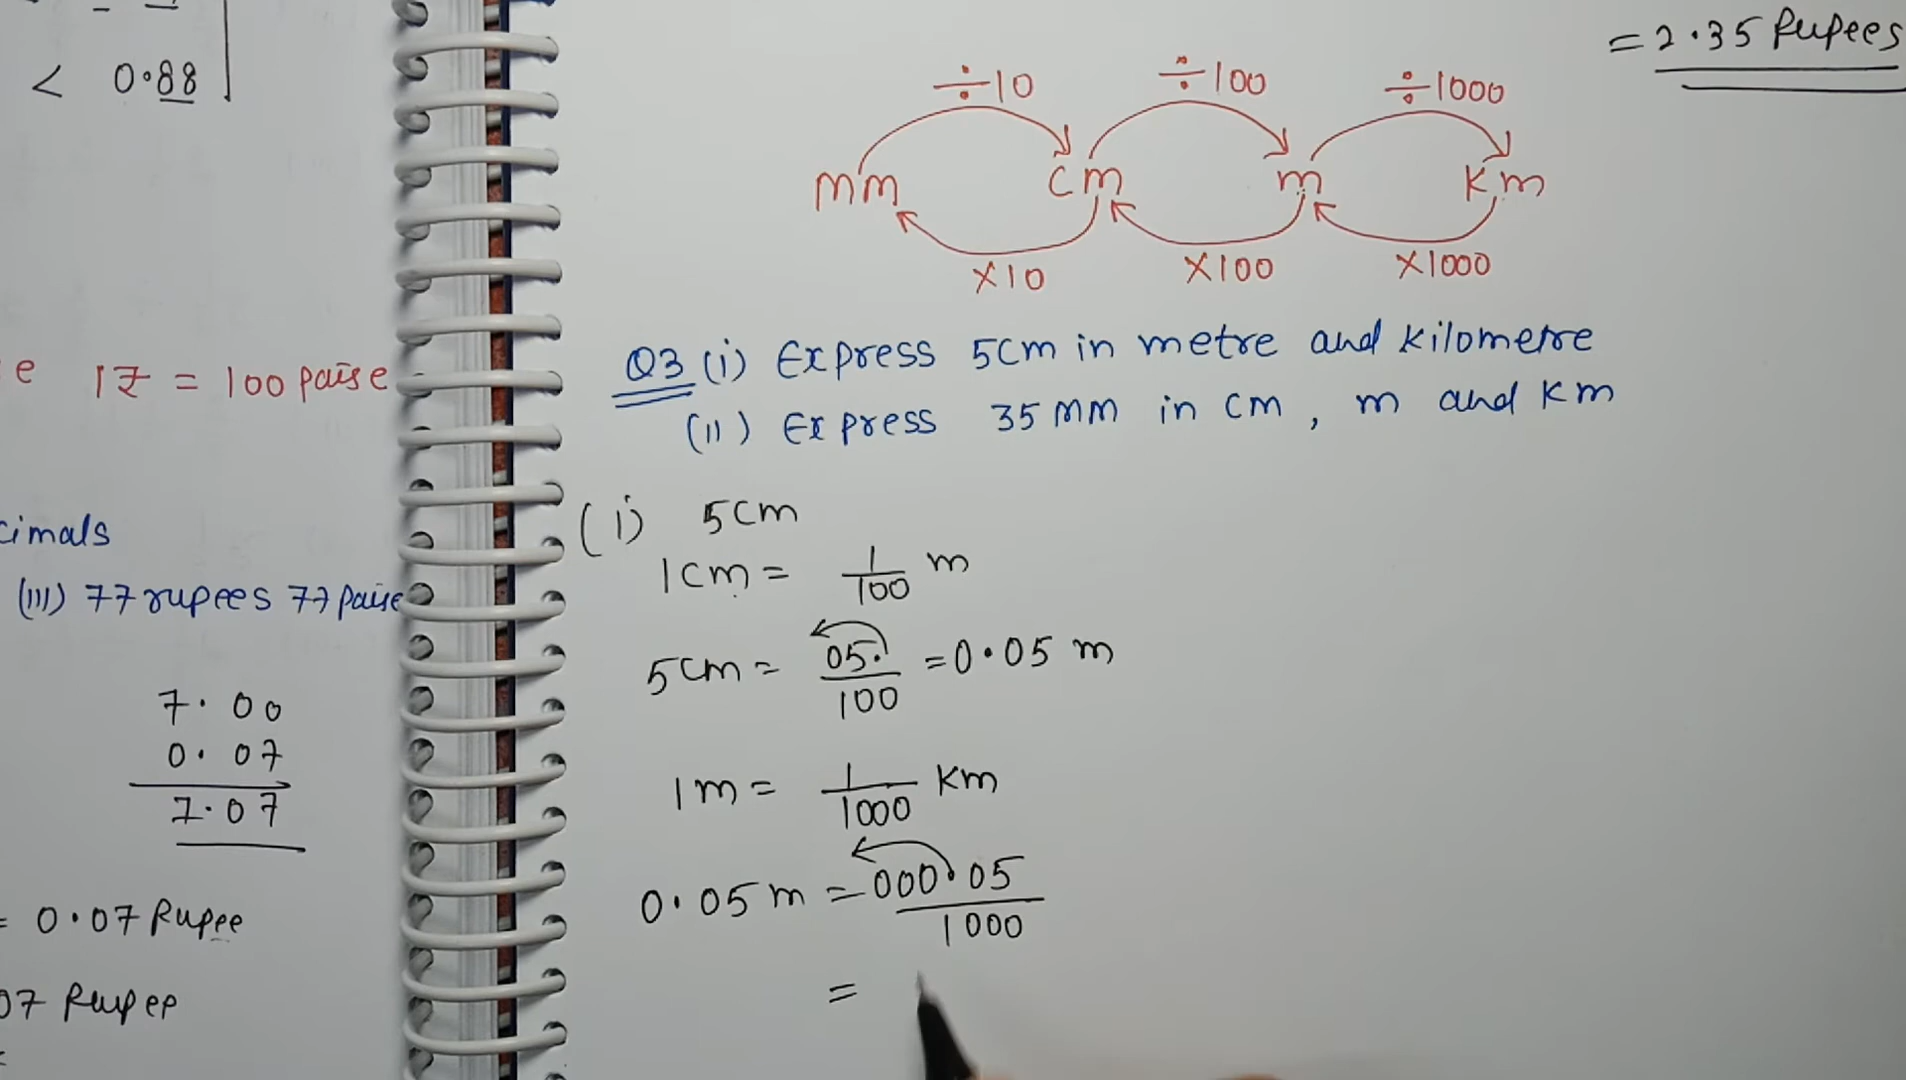 < 0.88
e 1₹ = 100 paise
cimals
(III) 77 rupees 77 paise
7.00
0.07
7.07
= 0.07 Rupee
07 Rupee
= 2.35 Rupees
÷10 ÷100 ÷1000
mm cm m Km
×10 ×100 ×1000
Q3 (i) Express 5cm in metre and kilometre
(II) Express 35 mm in cm, m and Km
(i) 5cm
1cm = 1/100 m
5cm = 05./100 = 0.05 m
1m = 1/1000 Km
0.05 m = 000.05/1000
=